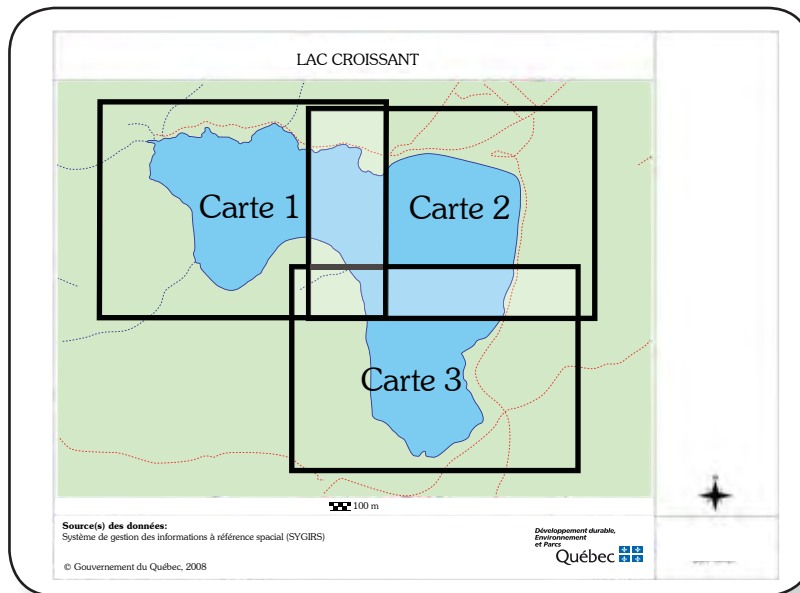 LAC CROISSANT
Carte 1
Carte 2
Carte 3
100 m
Source(s) des données:
Système de gestion des informations à référence spacial (SYGIRS)
© Gouvernement du Québec, 2008
Développement durable,
Environnement
et Parcs
Québec